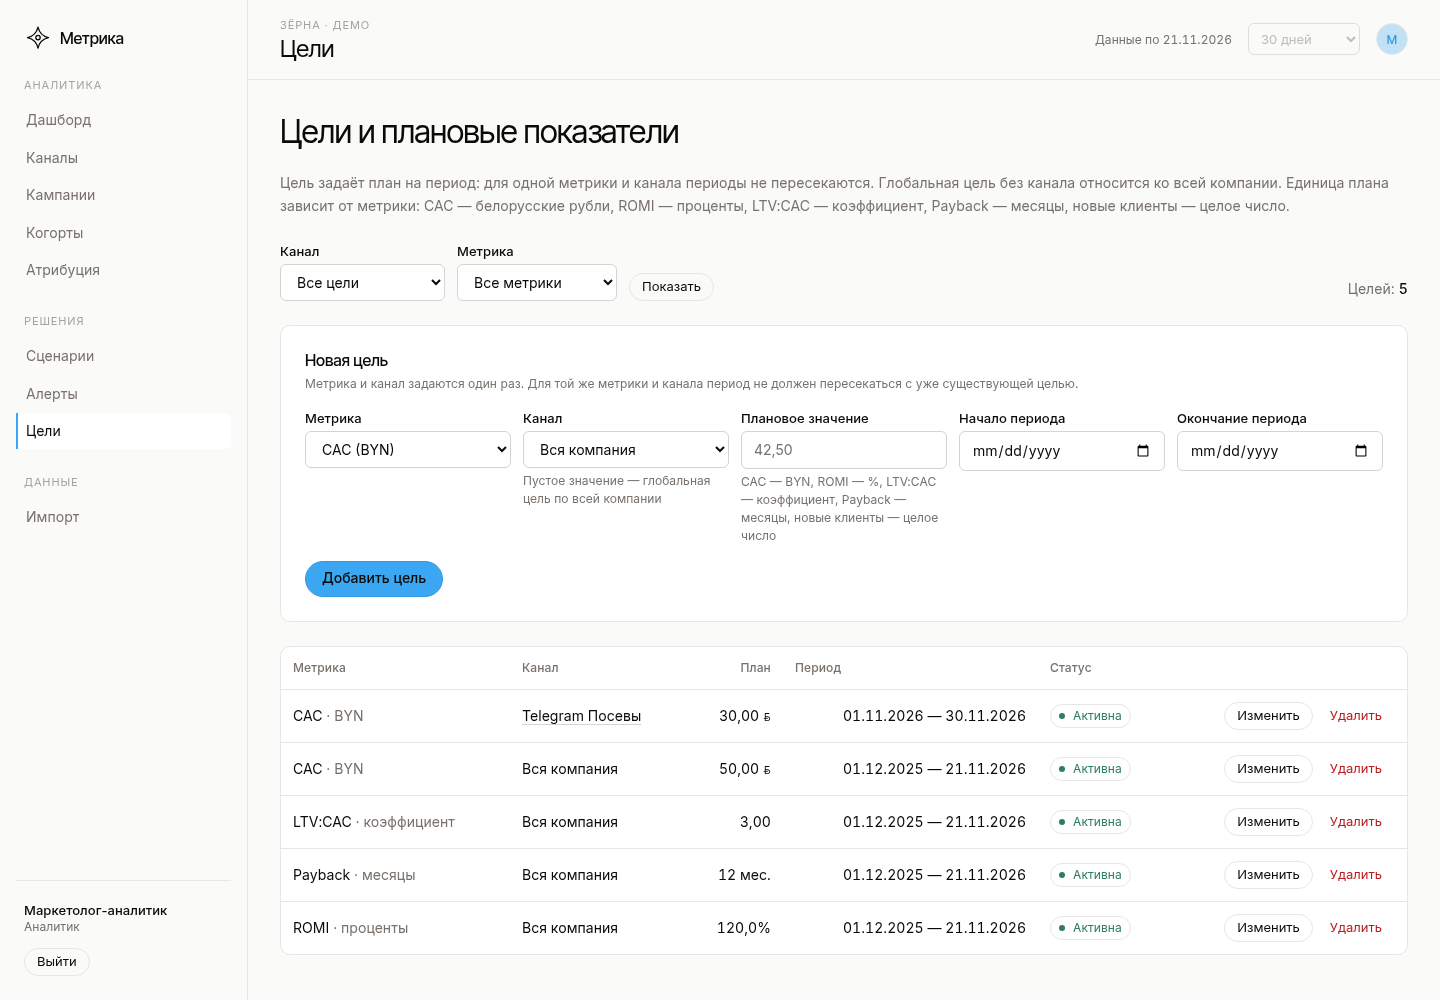 Метрика
АНАЛИТИКА
Дашборд
Каналы
Кампании
Когорты
Атрибуция
РЕШЕНИЯ
Сценарии
Алерты
Цели
ДАННЫЕ
Импорт
Маркетолог-аналитик
Аналитик
Выйти
ЗЁРНА · ДЕМО
Цели
Данные по 21.11.2026
30 дней
М
Цели и плановые показатели
Цель задаёт план на период: для одной метрики и канала периоды не пересекаются. Глобальная цель без канала относится ко всей компании. Единица плана
зависит от метрики: CAC — белорусские рубли, ROMI — проценты, LTV:CAC — коэффициент, Payback — месяцы, новые клиенты — целое число.
Канал Метрика
Все цели Все метрики Показать Целей: 5
Новая цель
Метрика и канал задаются один раз. Для той же метрики и канала период не должен пересекаться с уже существующей целью.
Метрика Канал Плановое значение Начало периода Окончание периода
CAC (BYN) Вся компания 42,50 mm/dd/yyyy mm/dd/yyyy
Пустое значение — глобальная
цель по всей компании
CAC — BYN, ROMI — %, LTV:CAC
— коэффициент, Payback —
месяцы, новые клиенты — целое
число
Добавить цель
Метрика Канал План Период Статус
CAC · BYN Telegram Посевы 30,00 Ƃ 01.11.2026 — 30.11.2026 Активна Изменить Удалить
CAC · BYN Вся компания 50,00 Ƃ 01.12.2025 — 21.11.2026 Активна Изменить Удалить
LTV:CAC · коэффициент Вся компания 3,00 01.12.2025 — 21.11.2026 Активна Изменить Удалить
Payback · месяцы Вся компания 12 мес. 01.12.2025 — 21.11.2026 Активна Изменить Удалить
ROMI · проценты Вся компания 120,0% 01.12.2025 — 21.11.2026 Активна Изменить Удалить